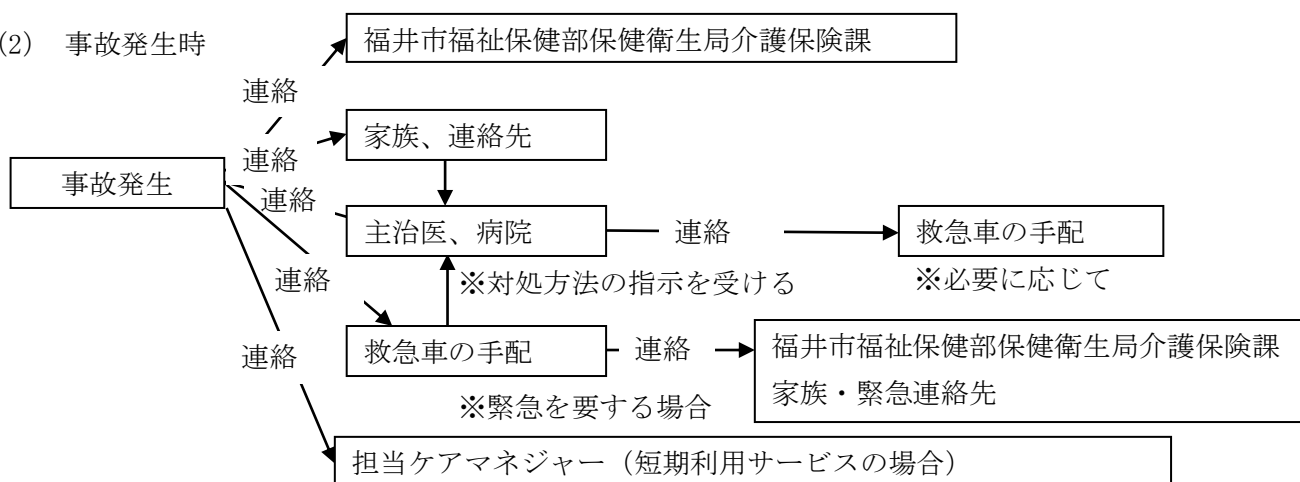 (2) 事故発生時
福井市福祉保健部保健衛生局介護保険課
連絡
家族、連絡先
連絡
事故発生
連絡
主治医、病院
連絡
救急車の手配
※対処方法の指示を受ける
※必要に応じて
連絡
救急車の手配
連絡
福井市福祉保健部保健衛生局介護保険課
家族・緊急連絡先
連絡
※緊急を要する場合
担当ケアマネジャー（短期利用サービスの場合）